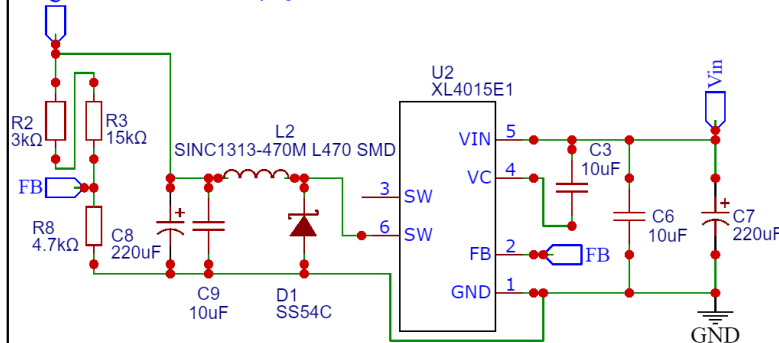 U2
XL4015E1
Vin
R2
3kΩ
R3
15kΩ
L2
SINC1313-470M L470 SMD
VIN
5
C3
10uF
VC
4
FB
3
SW
R8
4.7kΩ
C8
220uF
+
6
SW
C6
10uF
+
C7
220uF
FB
2
FB
C9
10uF
D1
SS54C
GND
1
GND